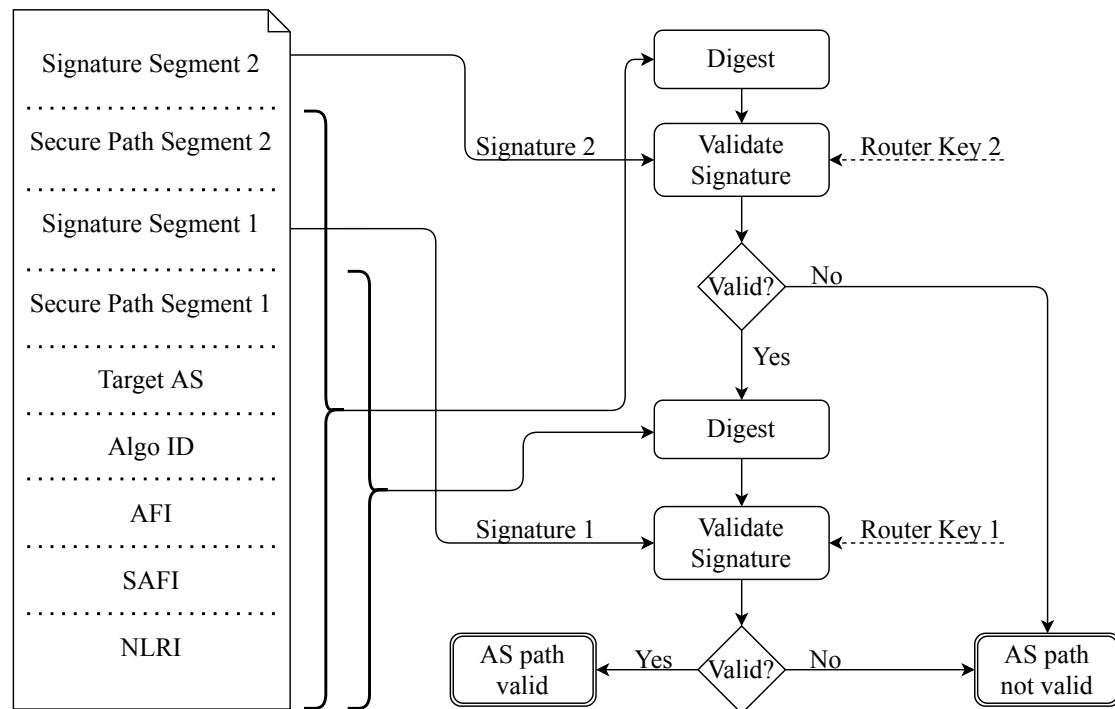 Signature Segment 2
Secure Path Segment 2
Signature Segment 1
Secure Path Segment 1
Target AS
Algo ID
AFI
SAFI
NLRI
Digest
Signature 2
Validate
Signature
Router Key 2
Valid?
No
Yes
Digest
Signature 1
Validate
Signature
Router Key 1
AS path
valid
Yes
Valid?
No
AS path
not valid